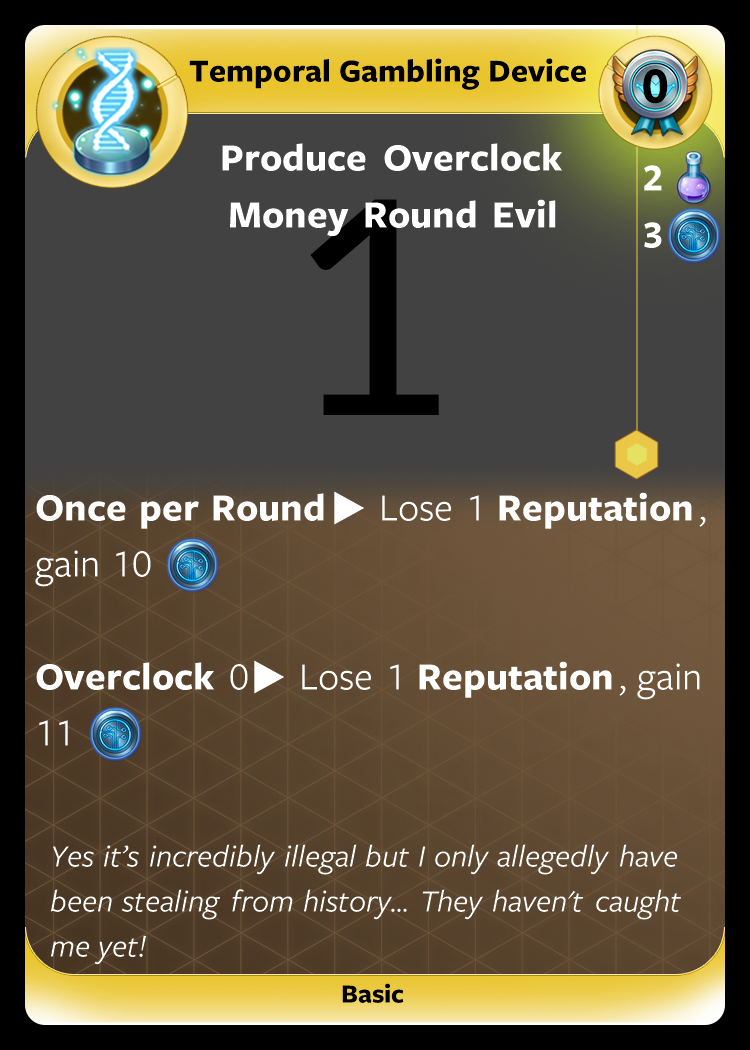 Temporal Gambling Device
0
Produce Overclock
2
Money Round Evil
3
1
Once per Round▶ Lose 1 Reputation,
gain 10
Overclock 0▶ Lose 1 Reputation, gain
11
Yes it's incredibly illegal but I only allegedly have
been stealing from history... They haven't caught
me yet!
Basic